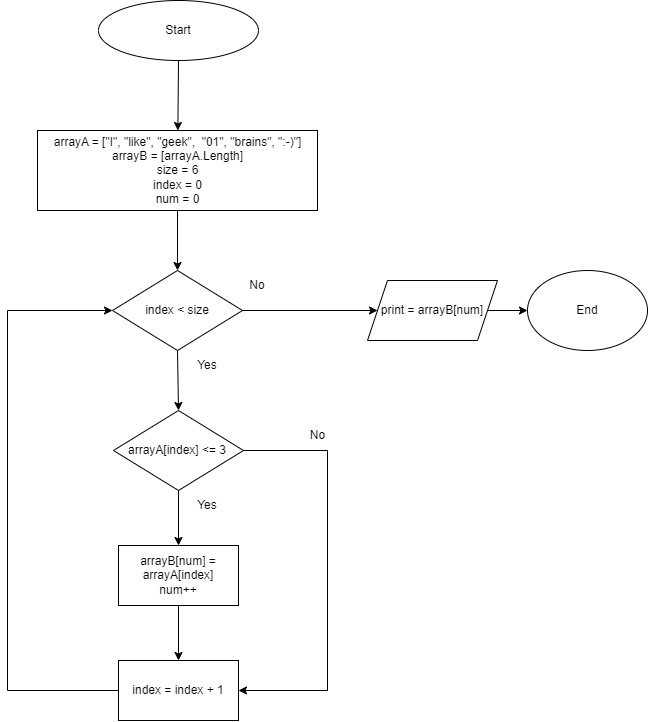 Start
arrayA = ["I", "like", "geek",  "01", "brains", ":-)"]
arrayB = [arrayA.Length]
size = 6
index = 0
num = 0
index < size
No
print = arrayB[num]
End
Yes
arrayA[index] <= 3
No
Yes
arrayB[num] =
arrayA[index]
num++
index = index + 1